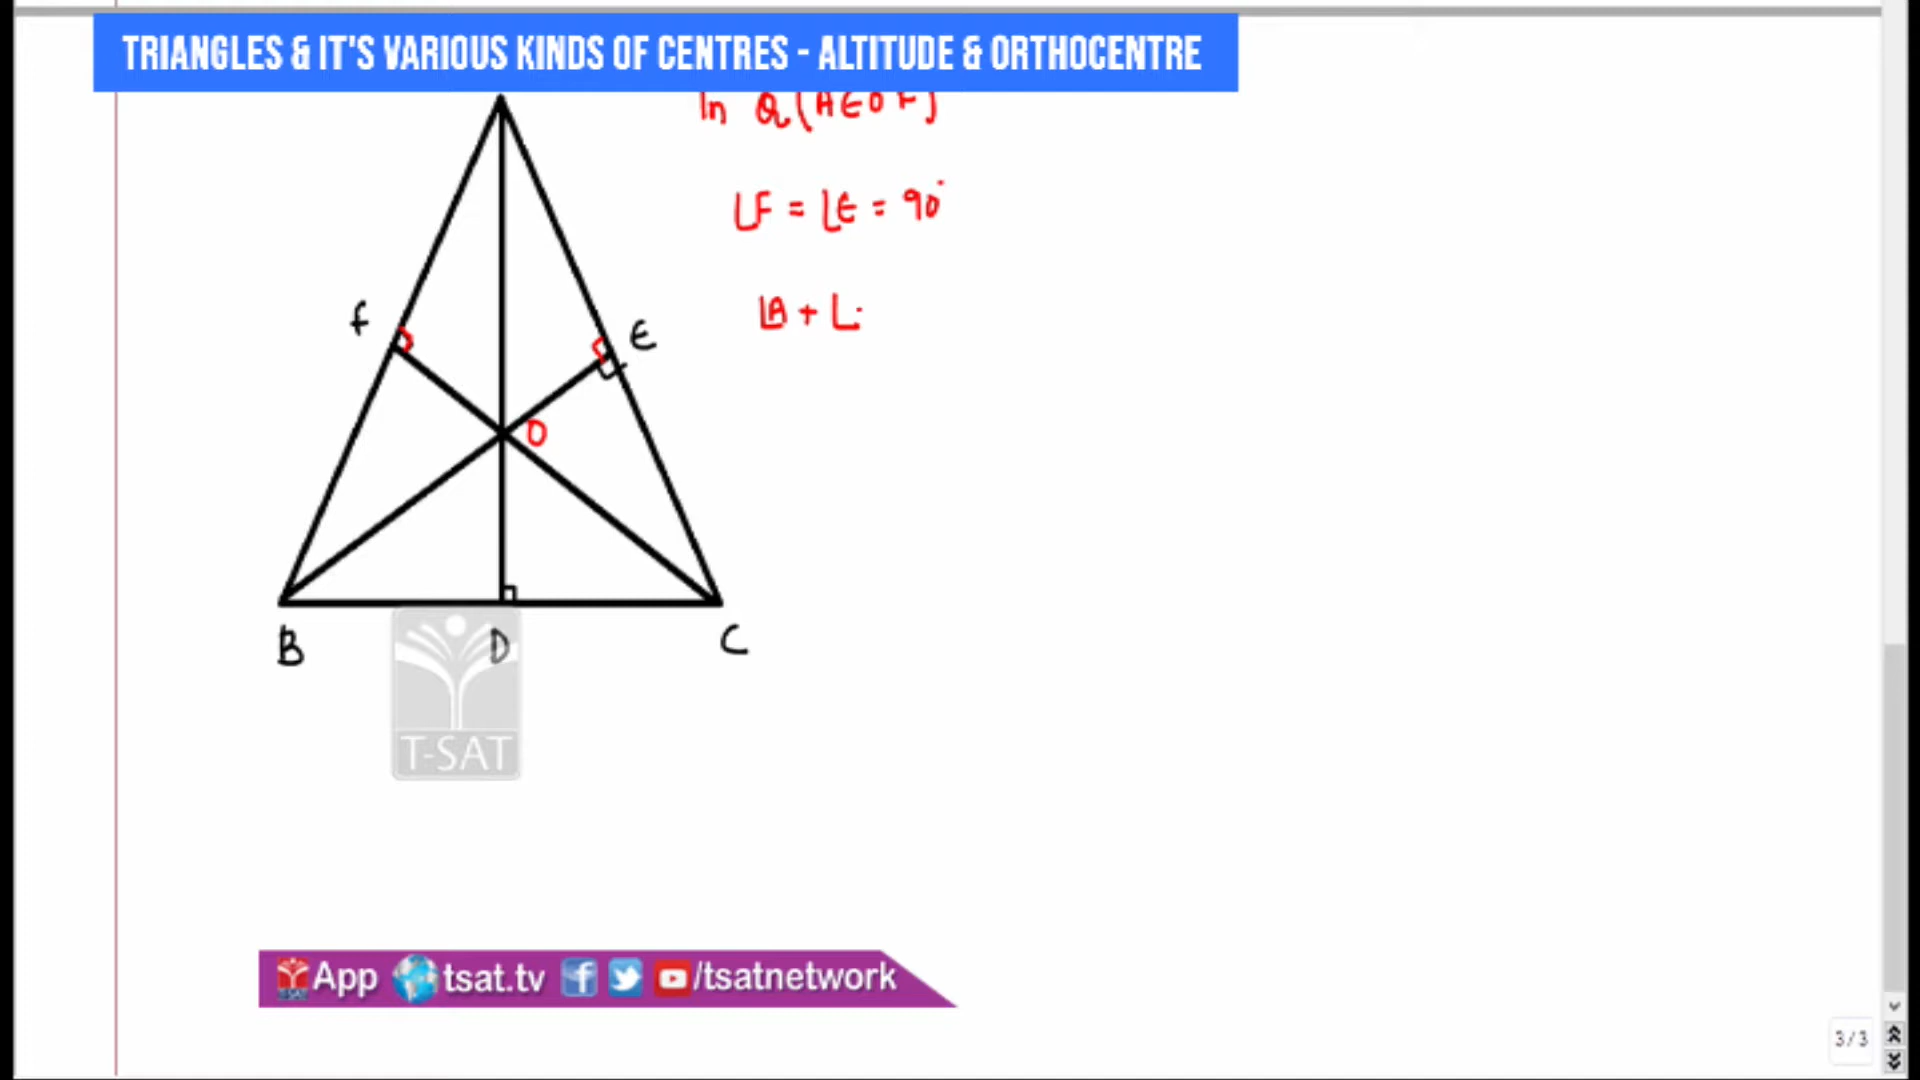 TRIANGLES & IT'S VARIOUS KINDS OF CENTRES - ALTITUDE & ORTHOCENTRE
In Q(AEOF)
∟F = ∟E = 90°
∟A + ∟
F
E
O
B
D
C
T-SAT
App tsat.tv /tsatnetwork
3/3